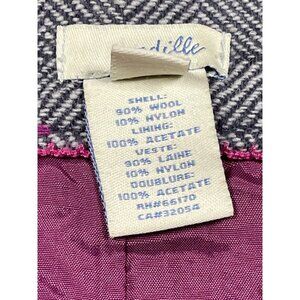 SHELL:
90% WOOL
10% NYLON
LINING:
100% ACETATE
VESTE:
90% LAINE
10% NYLON
DOUBLURE:
100% ACETATE
RN#66170
CA#32054